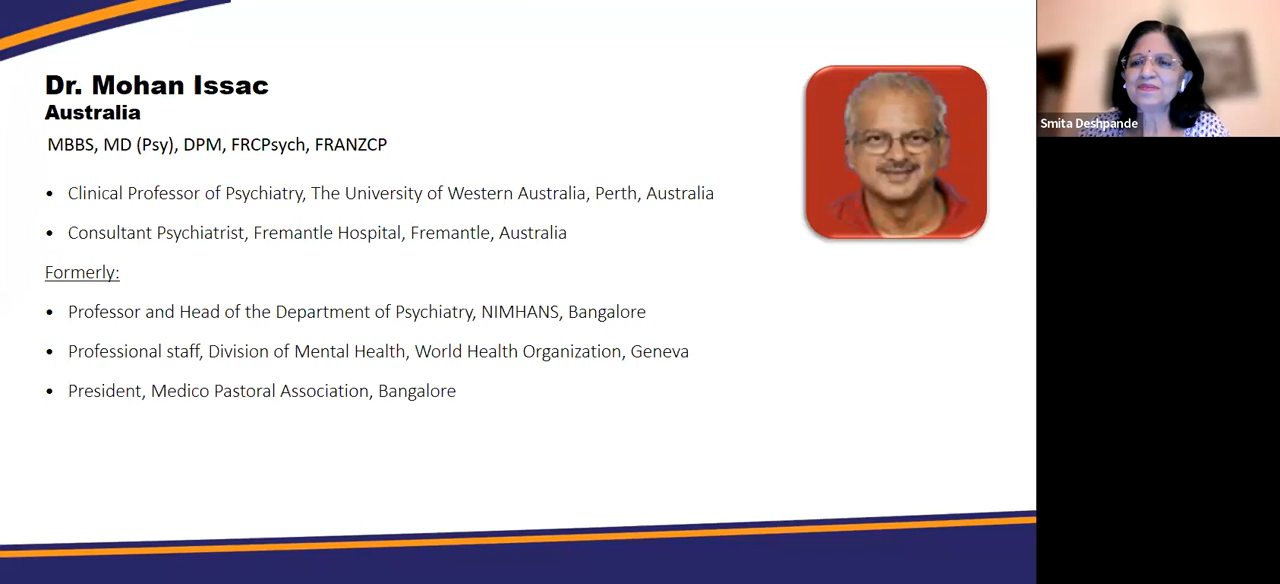 Dr. Mohan Issac
Australia
MBBS, MD (Psy), DPM, FRCPsych, FRANZCP
• Clinical Professor of Psychiatry, The University of Western Australia, Perth, Australia
• Consultant Psychiatrist, Fremantle Hospital, Fremantle, Australia
Formerly:
• Professor and Head of the Department of Psychiatry, NIMHANS, Bangalore
• Professional staff, Division of Mental Health, World Health Organization, Geneva
• President, Medico Pastoral Association, Bangalore
Smita Deshpande